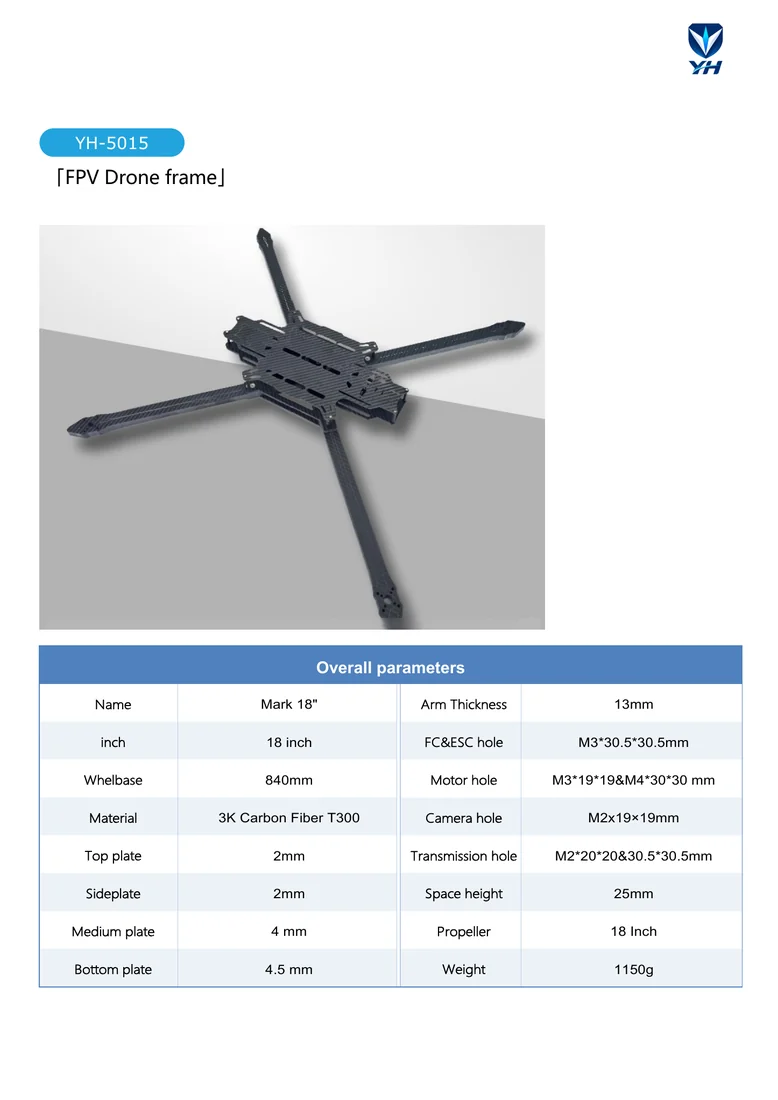 YH
YH-5015
「FPV Drone frame」
Overall parameters
Name Mark 18" Arm Thickness 13mm
inch 18 inch FC&ESC hole M3*30.5*30.5mm
Whelbase 840mm Motor hole M3*19*19&M4*30*30 mm
Material 3K Carbon Fiber T300 Camera hole M2x19×19mm
Top plate 2mm Transmission hole M2*20*20&30.5*30.5mm
Sideplate 2mm Space height 25mm
Medium plate 4 mm Propeller 18 Inch
Bottom plate 4.5 mm Weight 1150g